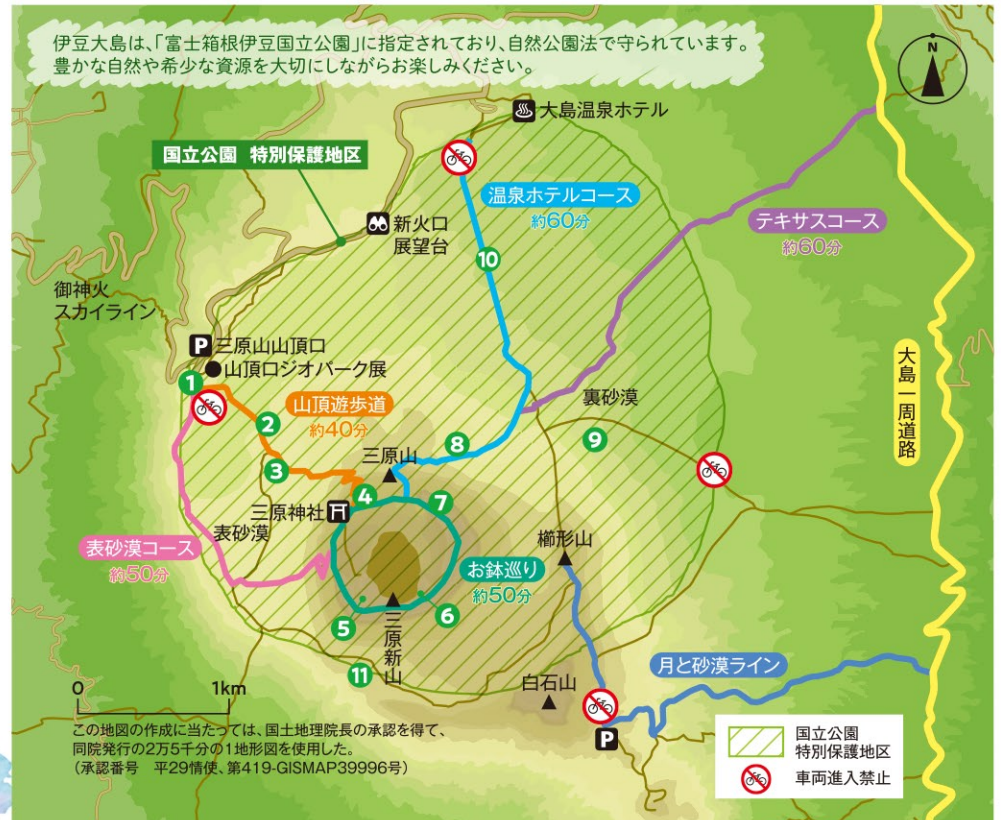 伊豆大島は、「富士箱根伊豆国立公園」に指定されており、自然公園法で守られています。
豊かな自然や希少な資源を大切にしながらお楽しみください。
N
大島温泉ホテル
国立公園 特別保護地区
温泉ホテルコース
約60分
テキサスコース
約60分
新火口
展望台
10
御神火
スカイライン
P
三原山山頂口
山頂口ジオパーク展
1
山頂遊歩道
約40分
2
3
大島一周道路
裏砂漠
8
9
三原山
4
7
三原神社
表砂漠
表砂漠コース
約50分
櫛形山
お鉢巡り
約50分
5
6
三原新山
11
月と砂漠ライン
白石山
P
0
1km
この地図の作成に当たっては、国土地理院長の承認を得て、
同院発行の2万5千分の1地形図を使用した。
(承認番号 平29情使、第419-GISMAP39996号)
国立公園
特別保護地区
車両進入禁止